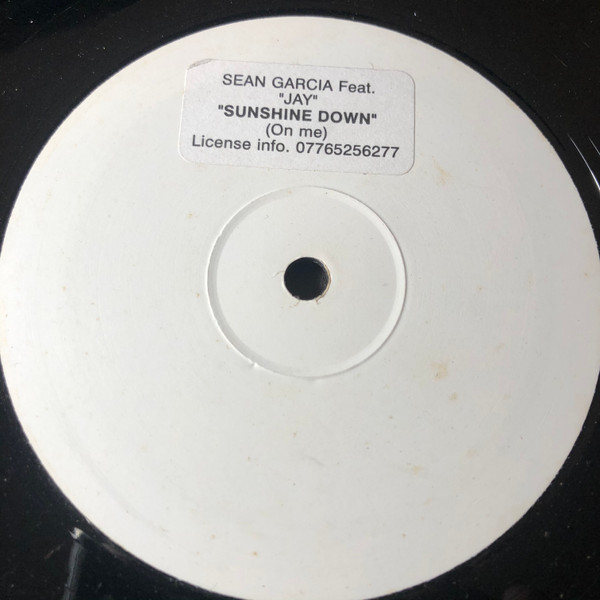 SEAN GARCIA Feat.
"JAY"
"SUNSHINE DOWN"
(On me)
License info. 07765256277